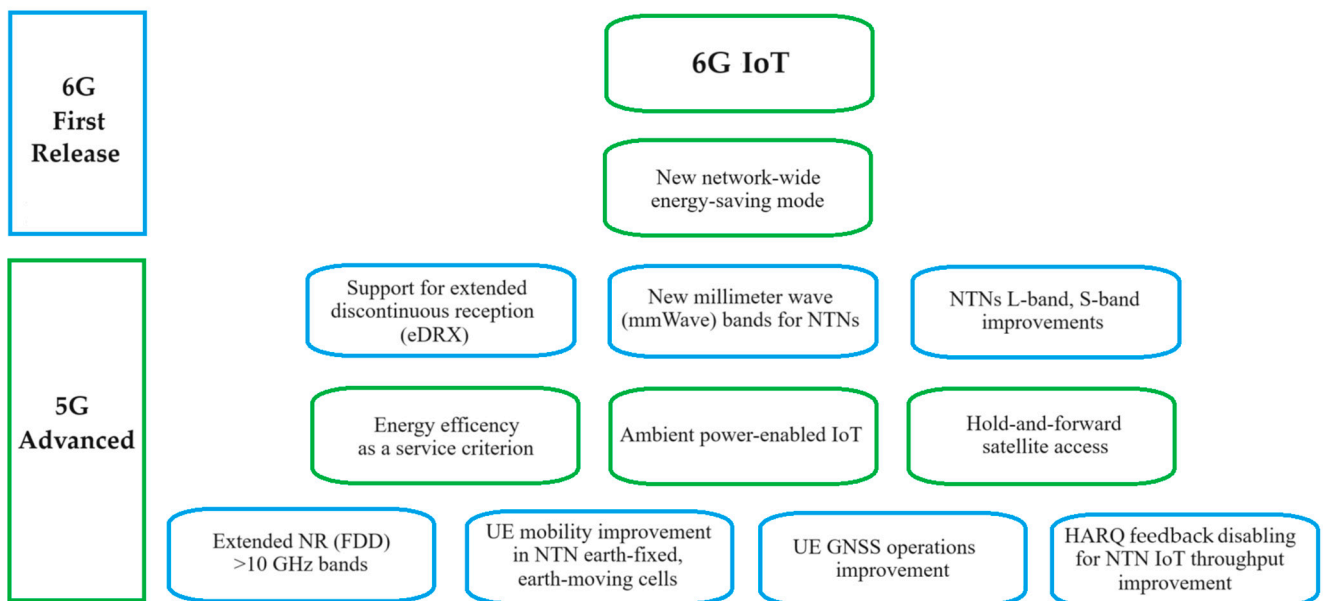 6G
First
Release
6G IoT
New network-wide
energy-saving mode
5G
Advanced
Support for extended
discontinuous reception
(eDRX)
New millimeter wave
(mmWave) bands for NTNs
NTNs L-band, S-band
improvements
Energy efficency
as a service criterion
Ambient power-enabled IoT
Hold-and-forward
satellite access
Extended NR (FDD)
>10 GHz bands
UE mobility improvement
in NTN earth-fixed,
earth-moving cells
UE GNSS operations
improvement
HARQ feedback disabling
for NTN IoT throughput
improvement